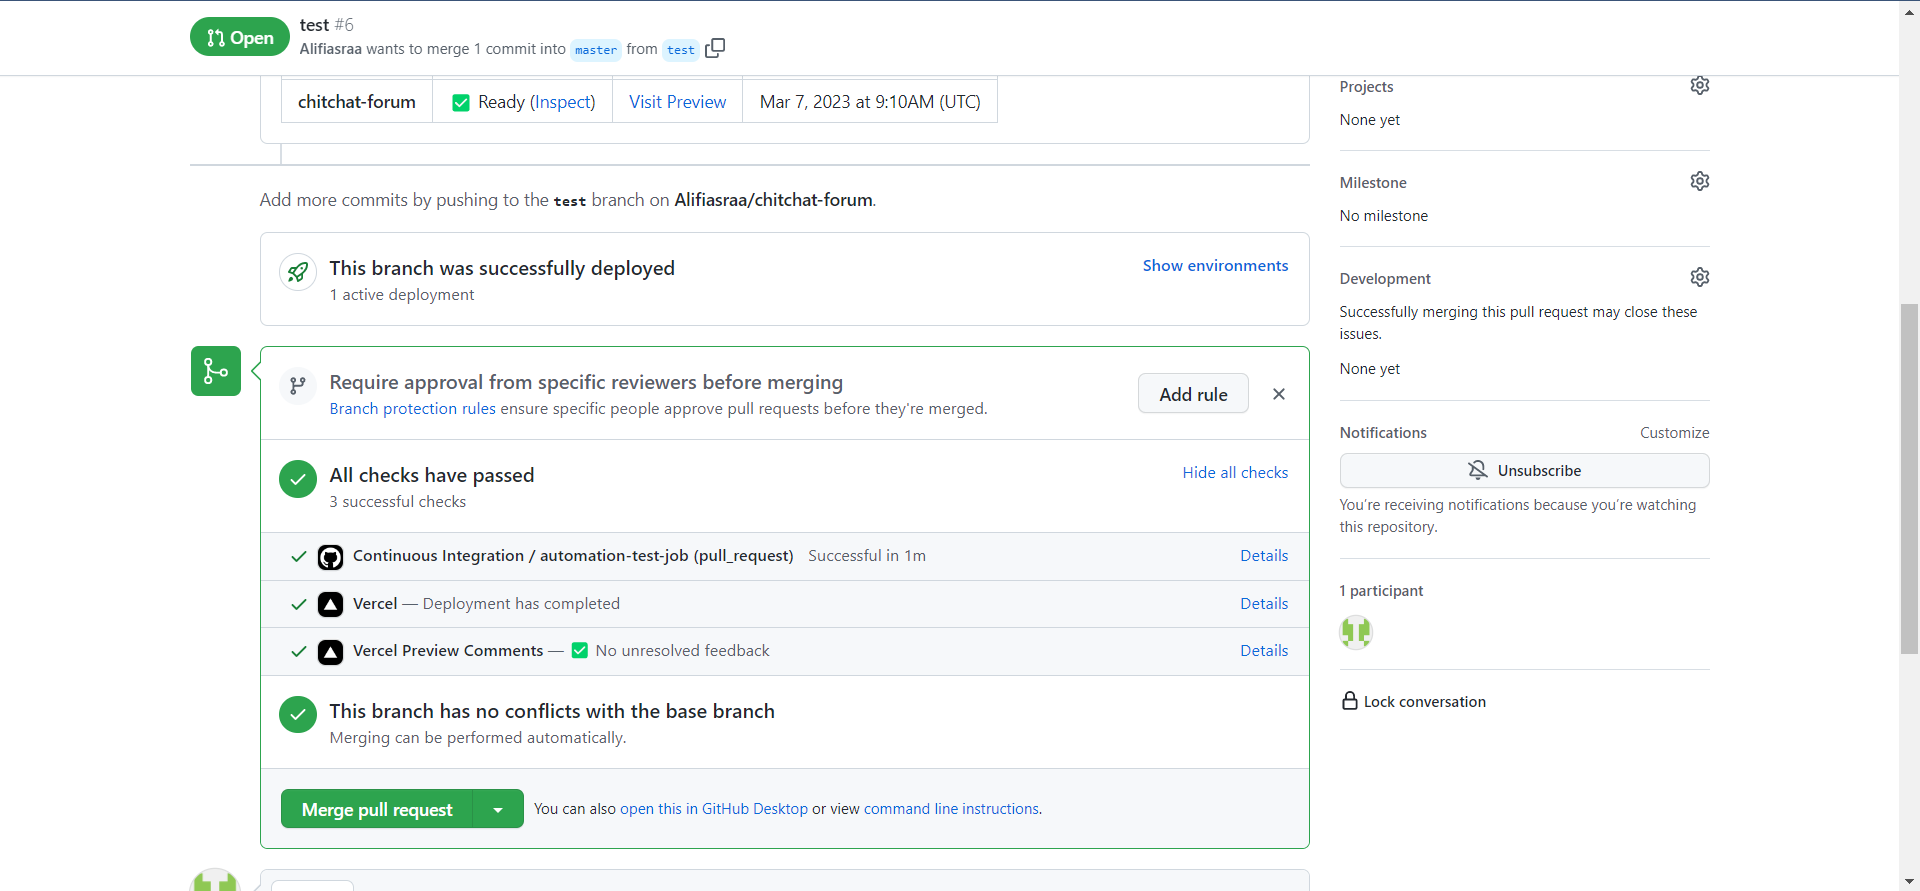 Open
test #6
Alifiasraa wants to merge 1 commit into master from test
chitchat-forum Ready (Inspect) Visit Preview Mar 7, 2023 at 9:10AM (UTC)
Add more commits by pushing to the test branch on Alifiasraa/chitchat-forum.
This branch was successfully deployed
1 active deployment
Show environments
Require approval from specific reviewers before merging
Branch protection rules ensure specific people approve pull requests before they're merged.
Add rule
All checks have passed
3 successful checks
Hide all checks
Continuous Integration / automation-test-job (pull_request) Successful in 1m Details
Vercel — Deployment has completed Details
Vercel Preview Comments — No unresolved feedback Details
This branch has no conflicts with the base branch
Merging can be performed automatically.
Merge pull request
You can also open this in GitHub Desktop or view command line instructions.
Projects
None yet
Milestone
No milestone
Development
Successfully merging this pull request may close these
issues.
None yet
Notifications Customize
Unsubscribe
You're receiving notifications because you're watching
this repository.
1 participant
Lock conversation